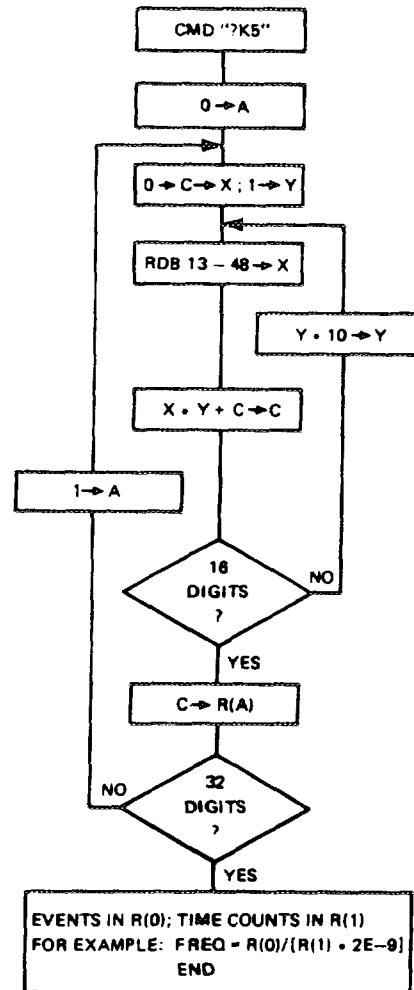 CMD "?K5"
0→A
0→C→X ; 1→Y
RDB 13 – 48→X
Y • 10→Y
X • Y + C→C
1→A
16
DIGITS
?
NO
YES
C→R(A)
NO
32
DIGITS
?
YES
EVENTS IN R(0); TIME COUNTS IN R(1)
FOR EXAMPLE: FREQ = R(0)/[R(1) • 2E–9]
END